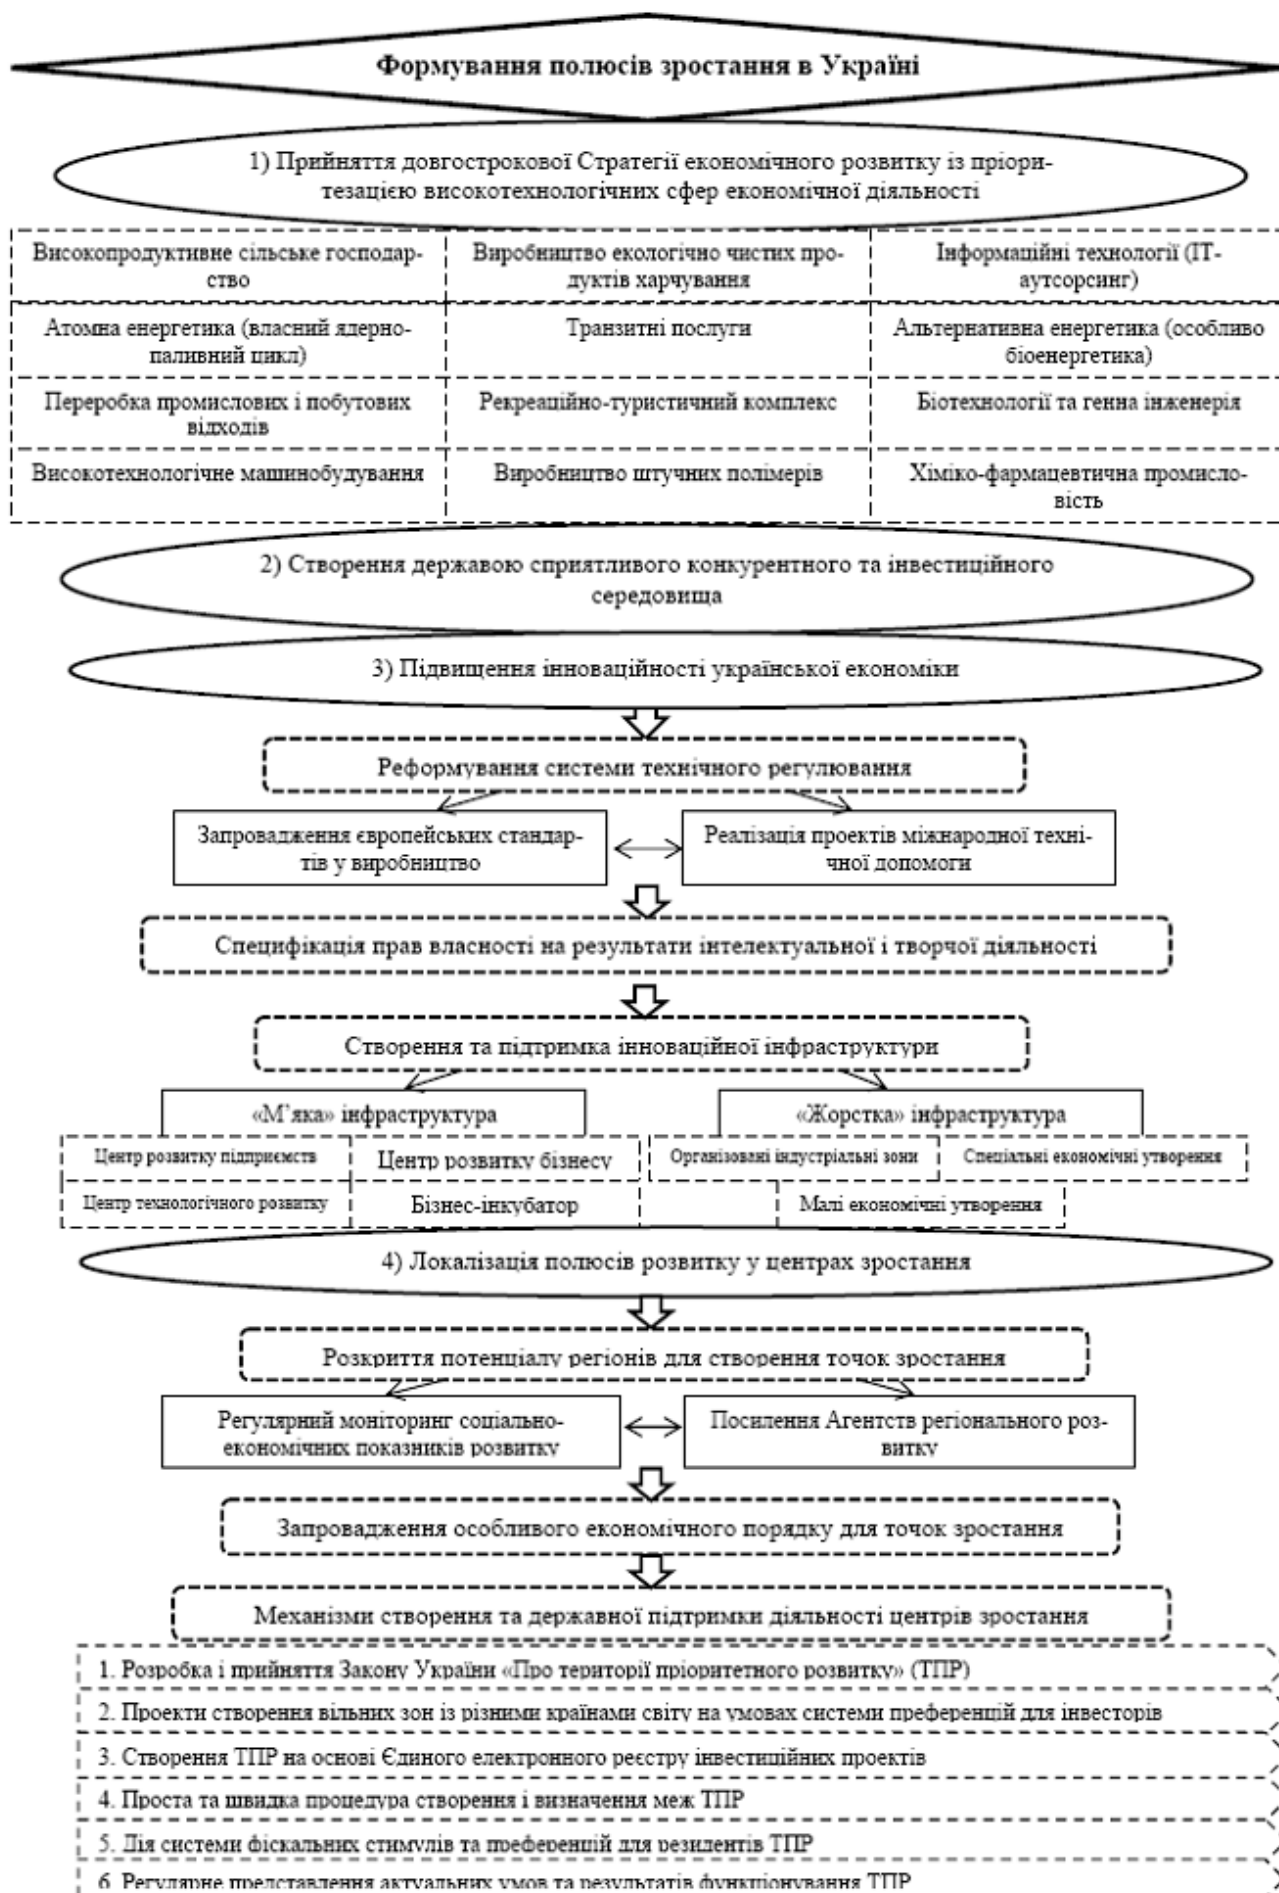 Формування полюсів зростання в Україні
1) Прийняття довгострокової Стратегії економічного розвитку із пріори-
тезацією високотехнологічних сфер економічної діяльності
Високопродуктивне сільське господар-
ство
Виробництво екологічно чистих про-
дуктів харчування
Інформаційні технології (ІТ-
аутсорсинг)
Атомна енергетика (власний ядерно-
паливний цикл)
Транзитні послуги
Альтернативна енергетика (особливо
біоенергетика)
Переробка промислових і побутових
відходів
Рекреаційно-туристичний комплекс
Біотехнології та генна інженерія
Високотехнологічне машинобудування
Виробництво штучних полімерів
Хіміко-фармацевтична промисло-
вість
2) Створення державою сприятливого конкурентного та інвестиційного
середовища
3) Підвищення інноваційності української економіки
Реформування системи технічного регулювання
Запровадження європейських стандар-
тів у виробництво
Реалізація проектів міжнародної техні-
чної допомоги
Специфікація прав власності на результати інтелектуальної і творчої діяльності
Створення та підтримка інноваційної інфраструктури
«М’яка» інфраструктура
«Жорстка» інфраструктура
Центр розвитку підприємств
Центр розвитку бізнесу
Організовані індустріальні зони
Спеціальні економічні утворення
Центр технологічного розвитку
Бізнес-інкубатор
Малі економічні утворення
4) Локалізація полюсів розвитку у центрах зростання
Розкриття потенціалу регіонів для створення точок зростання
Регулярний моніторинг соціально-
економічних показників розвитку
Посилення Агентств регіонального роз-
витку
Запровадження особливого економічного порядку для точок зростання
Механізми створення та державної підтримки діяльності центрів зростання
1. Розробка і прийняття Закону України «Про території пріоритетного розвитку» (ТПР)
2. Проекти створення вільних зон із різними країнами світу на умовах системи преференцій для інвесторів
3. Створення ТПР на основі Єдиного електронного реєстру інвестиційних проектів
4. Проста та швидка процедура створення і визначення меж ТПР
5. Дія системи фіскальних стимулів та преференцій для резидентів ТПР
6. Регулярне представлення актуальних умов та результатів функціонування ТПР